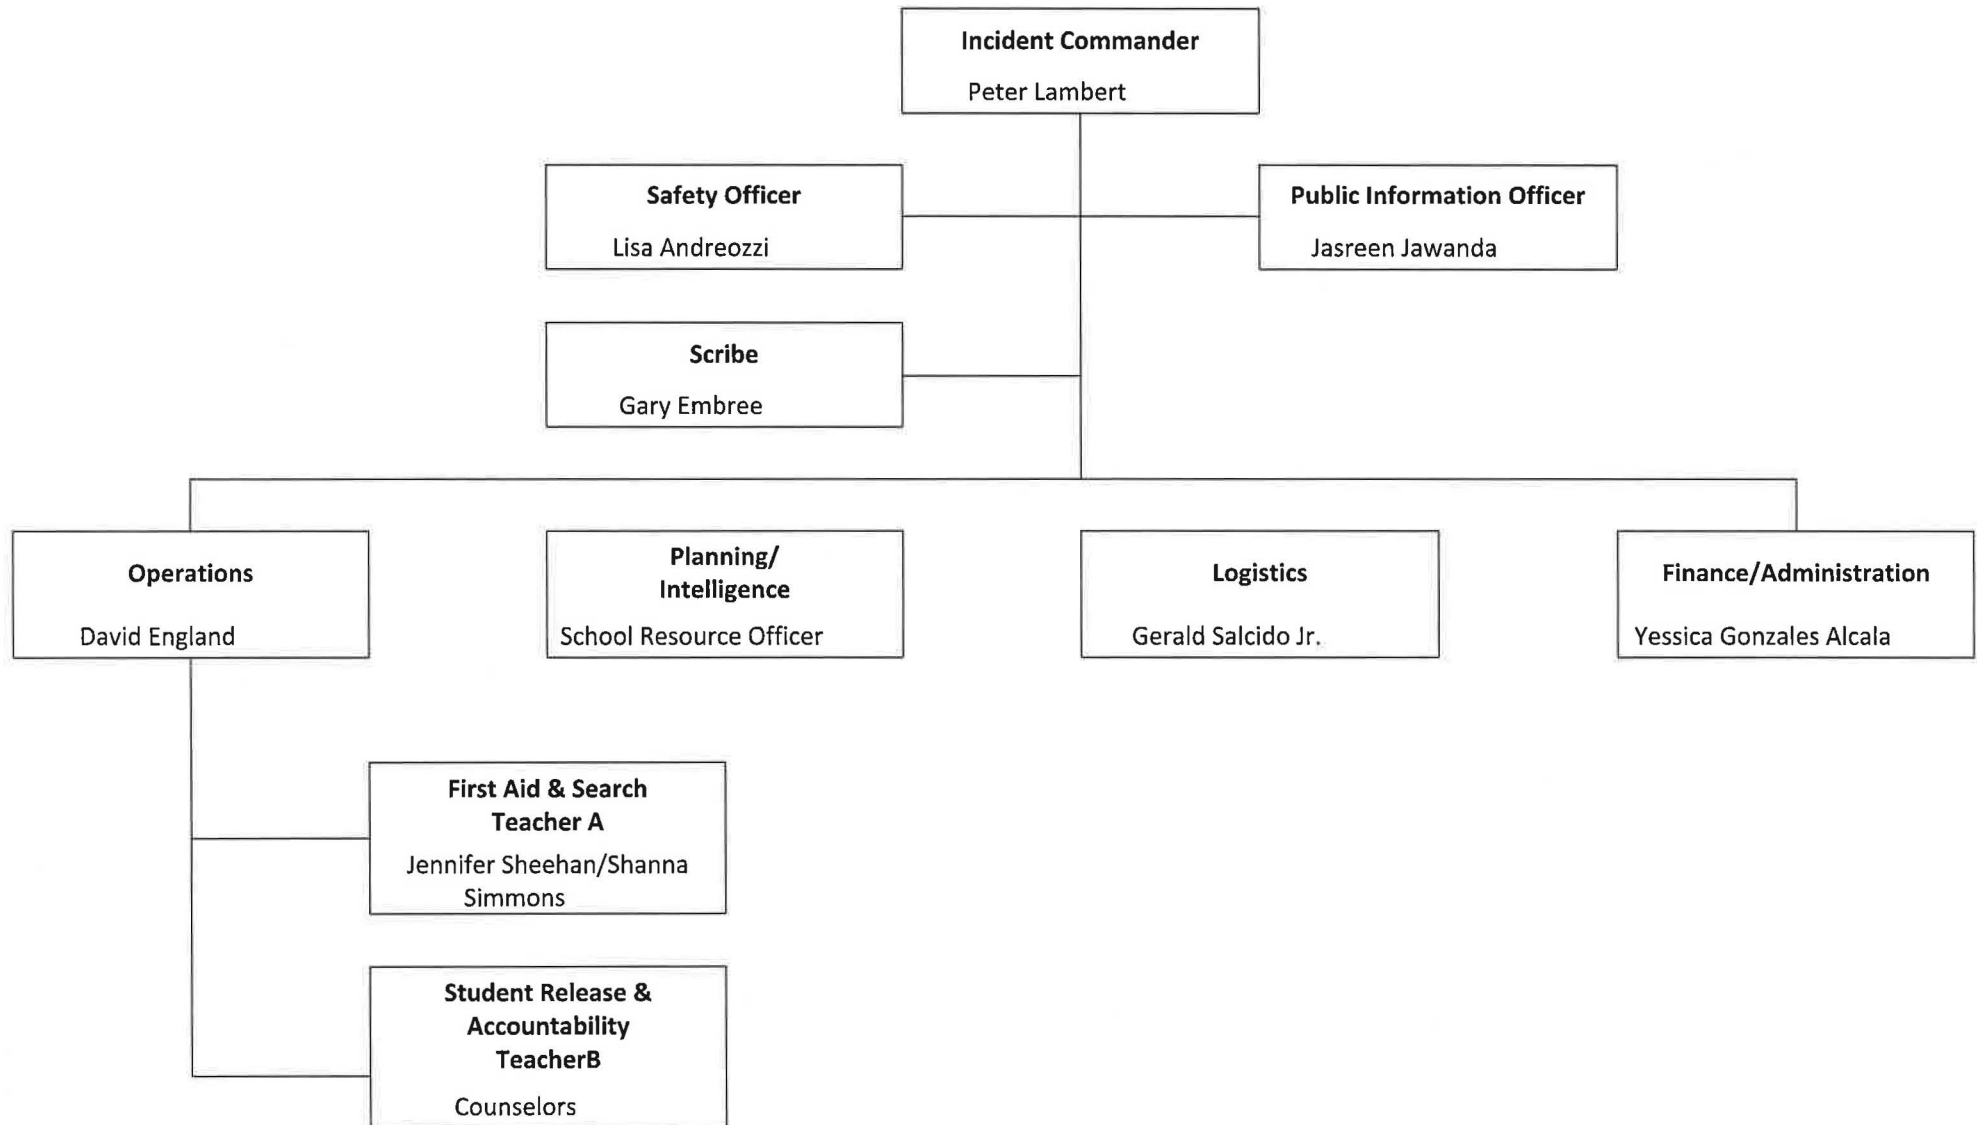 Incident Commander
Peter Lambert
Safety Officer
Lisa Andreozzi
Public Information Officer
Jasreen Jawanda
Scribe
Gary Embree
Operations
David England
Planning/
Intelligence
School Resource Officer
Logistics
Gerald Salcido Jr.
Finance/Administration
Yessica Gonzales Alcala
First Aid & Search
Teacher A
Jennifer Sheehan/Shanna
Simmons
Student Release &
Accountability
TeacherB
Counselors